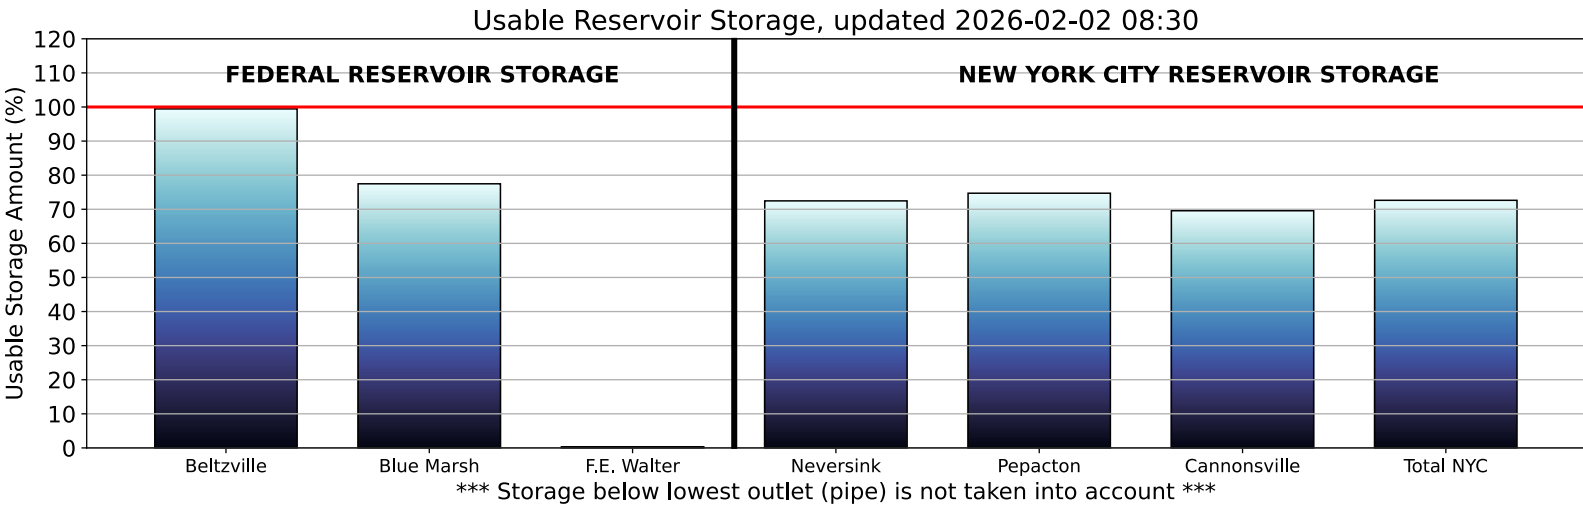 Usable Reservoir Storage, updated 2026-02-02 08:30
FEDERAL RESERVOIR STORAGE
NEW YORK CITY RESERVOIR STORAGE
Usable Storage Amount (%)
120
110
100
90
80
70
60
50
40
30
20
10
0
Beltzville
Blue Marsh
F.E. Walter
Neversink
Pepacton
Cannonsville
Total NYC
*** Storage below lowest outlet (pipe) is not taken into account ***